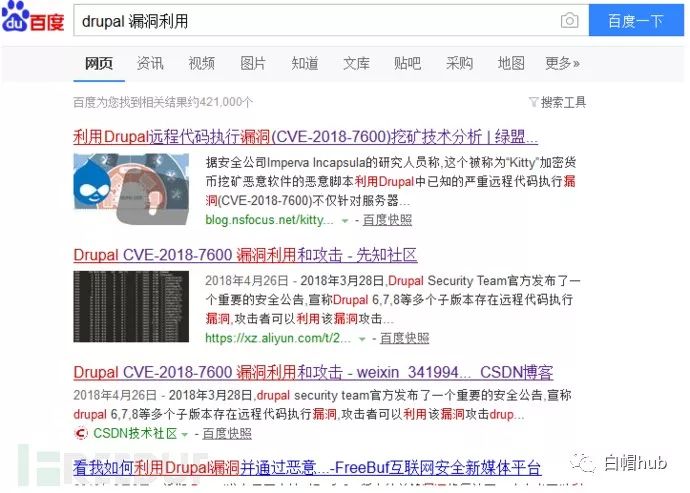 du 百度
drupal 漏洞利用
百度一下
网页 资讯 视频 图片 知道 文库 贴吧 采购 地图 更多»
百度为您找到相关结果约421,000个
搜索工具
利用Drupal远程代码执行漏洞(CVE-2018-7600)挖矿技术分析 | 绿盟...
据安全公司Imperva Incapsula的研究人员称,这个被称为“Kitty”加密货
币挖矿恶意软件的恶意脚本利用Drupal中已知的严重远程代码执行漏
洞(CVE-2018-7600)不仅针对服务器...
blog.nsfocus.net/kitty... - 百度快照
Drupal CVE-2018-7600 漏洞利用和攻击 - 先知社区
2018年4月26日 - 2018年3月28日,Drupal Security Team官方发布了一
个重要的安全公告,宣称Drupal 6,7,8等多个子版本存在远程代码执行
漏洞,攻击者可以利用该漏洞攻击...
https://xz.aliyun.com/t/2... - 百度快照
Drupal CVE-2018-7600 漏洞利用和攻击 - weixin_341994..._CSDN博客
2018年4月26日 - 2018年3月28日,drupal security team官方发布了一个重要的安全公告,宣称
drupal 6,7,8等多个子版本存在远程代码执行漏洞,攻击者可以利用该漏洞攻击drup...
CSDN技术社区 - 百度快照
看我如何利用Drupal漏洞并通过恶意...-FreeBuf互联网安全新媒体平台
白帽hub